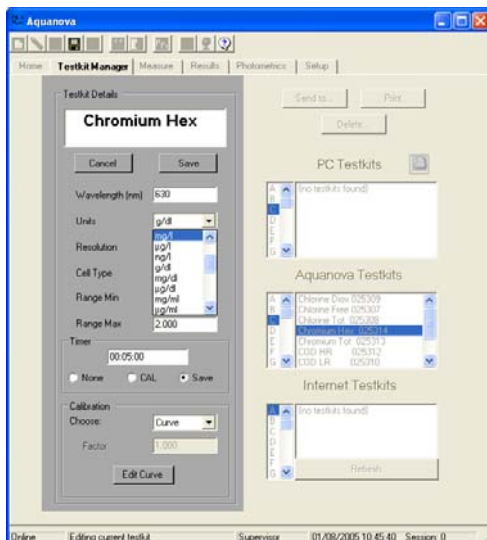 Aquanova
Home Testkit Manager Measure Results Photometrics Setup
Testkit Details
Chromium Hex
Cancel Save
Wavelength (nm) 630
Units g/dl
mg/l
µg/l
ng/l
g/dl
mg/dl
µg/dl
mg/ml
µg/ml
Resolution
Cell Type
Range Min
Range Max 2.000
Timer
00:05:00
None CAL Save
Calibration
Choose: Curve
Factor 1.000
Edit Curve
Send to... Print
Delete...
PC Testkits
A
B
C
D
E
F
G
(no testkits found)
Aquanova Testkits
A
B
C
D
E
F
G
Chlorine Diox 025309
Chlorine Free 025307
Chlorine Tot 025308
Chromium Hex 025314
Chromium Tot 025313
COD HR 025312
COD LR 025310
Internet Testkits
A
B
C
D
E
F
G
(no testkits found)
Refresh
Online Editing current testkit Supervisor 01/08/2005 10:45:40 Session: 0